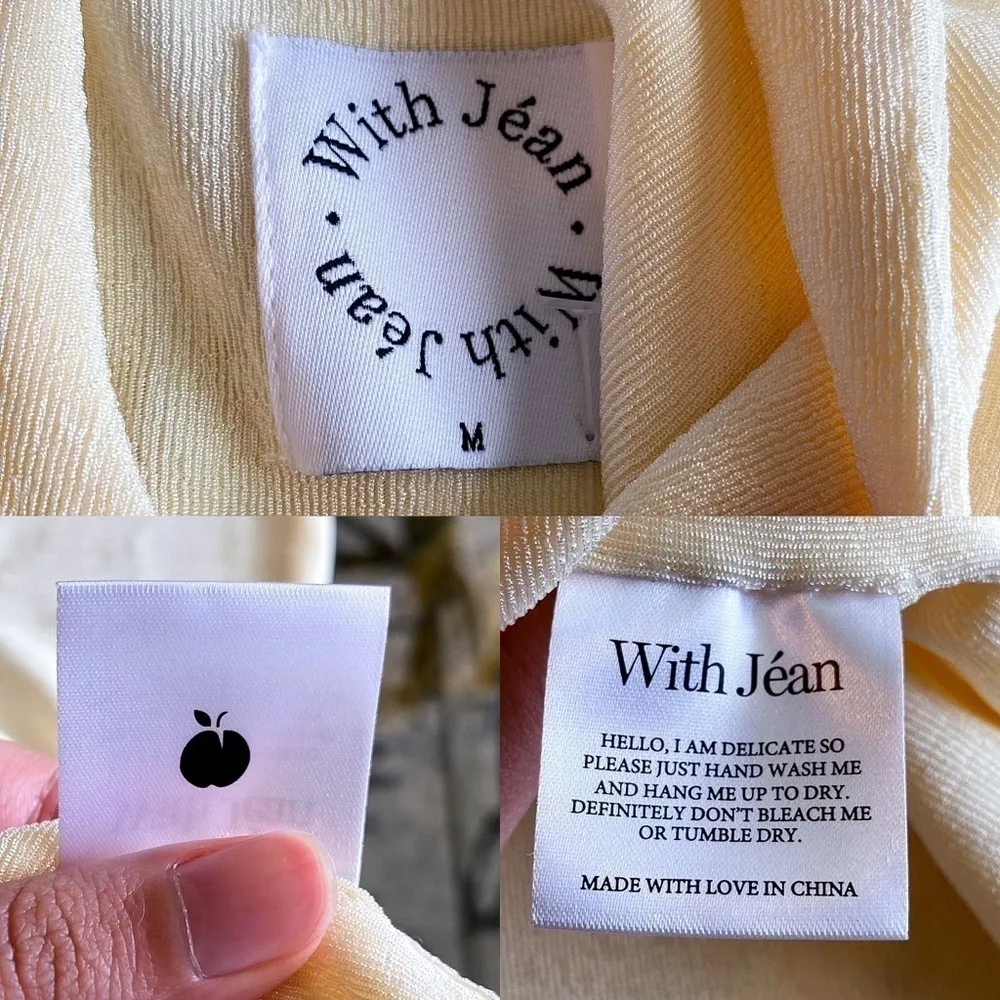 With Jéan · With Jéan ·
M
With Jéan
HELLO, I AM DELICATE SO
PLEASE JUST HAND WASH ME
AND HANG ME UP TO DRY.
DEFINITELY DON'T BLEACH ME
OR TUMBLE DRY.
MADE WITH LOVE IN CHINA